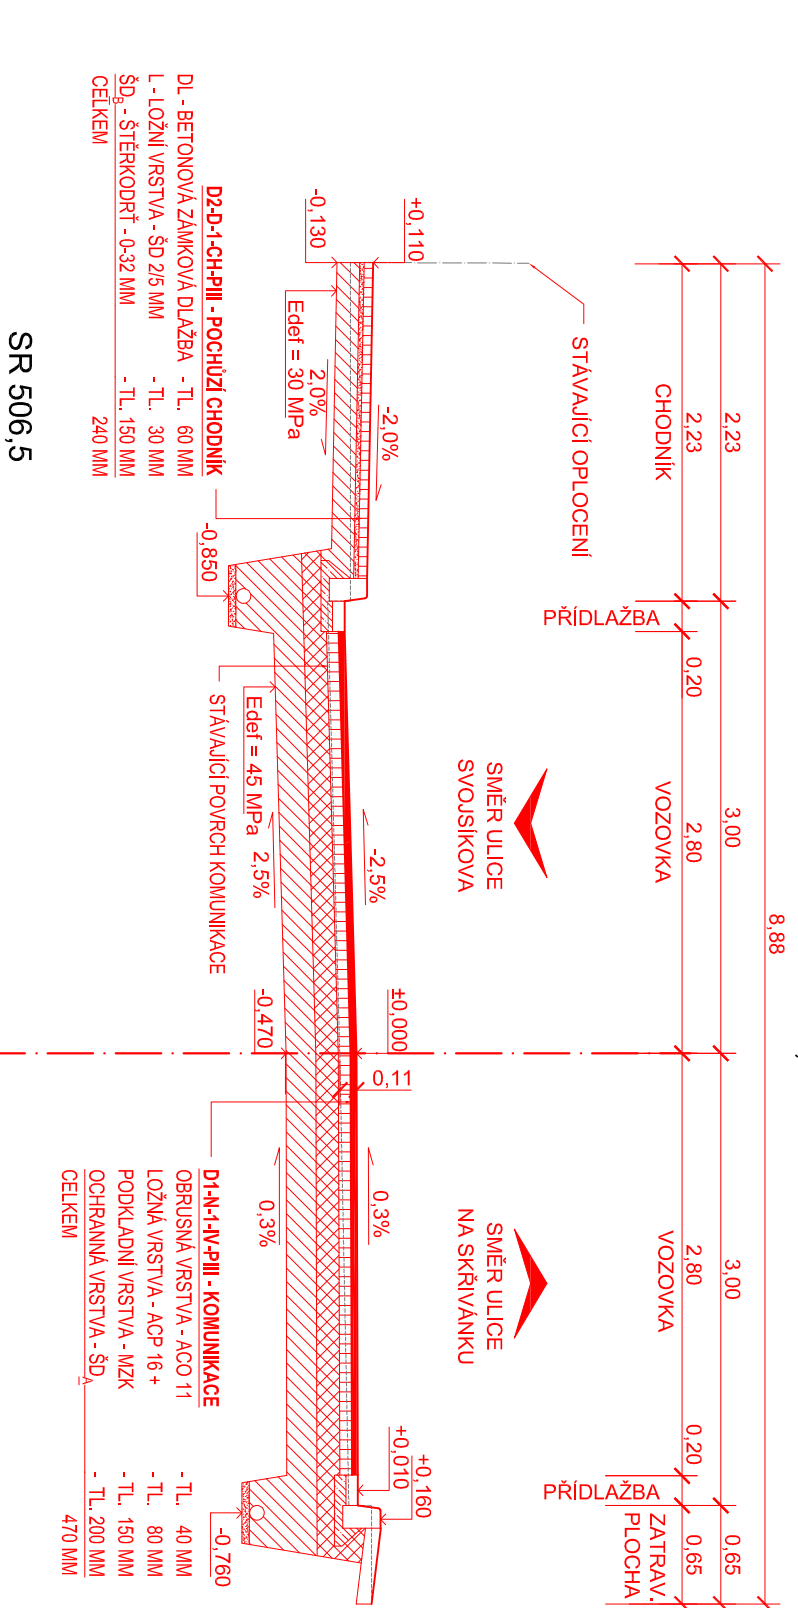 8,88
2,23
3,00
3,00
0,65
2,23
0,20
2,80
2,80
0,20
0,65
CHODNÍK
PŘÍDLAŽBA
VOZOVKA
VOZOVKA
PŘÍDLAŽBA
ZATRAV.
PLOCHA
STÁVAJÍCÍ OPLOCENÍ
SMĚR ULICE
SVOJSÍKOVA
SMĚR ULICE
NA SKŘIVÁNKU
+0,110
-2,0%
-2,5%
±0,000
0,11
0,3%
+0,160
+0,010
-0,130
2,0%
Edef = 30 MPa
-0,850
Edef = 45 MPa
2,5%
STÁVAJÍCÍ POVRCH KOMUNIKACE
-0,470
0,3%
-0,760
D2-D-1-CH-PIII - POCHŮZÍ CHODNÍK
DL - BETONOVÁ ZÁMKOVÁ DLAŽBA - TL. 60 MM
L - LOŽNÍ VRSTVA - ŠD 2/5 MM - TL. 30 MM
ŠDB - ŠTĚRKODRŤ - 0-32 MM - TL. 150 MM
CELKEM 240 MM
D1-N-1-IV-PIII - KOMUNIKACE
OBRUSNÁ VRSTVA - ACO 11 - TL. 40 MM
LOŽNÁ VRSTVA - ACP 16 + - TL. 80 MM
PODKLADNÍ VRSTVA - MZK - TL. 150 MM
OCHRANNÁ VRSTVA - ŠDA - TL. 200 MM
CELKEM 470 MM
SR 506,5